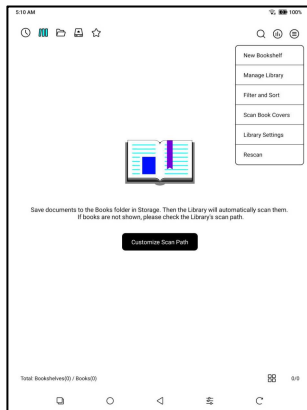 5:10 AM
100%
New Bookshelf
Manage Library
Filter and Sort
Scan Book Covers
Library Settings
Rescan
Save documents to the Books folder in Storage. Then the Library will automatically scan them.
If books are not shown, please check the Library's scan path.
Customize Scan Path
Total: Bookshelves(0) / Books(0)
0/0